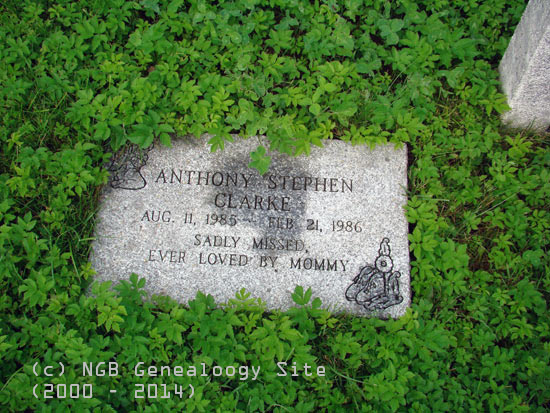 ANTHONY STEPHEN
CLARKE
AUG. 11, 1985 - FEB. 21, 1986
SADLY MISSED,
EVER LOVED BY MOMMY
(c) NGB Genealoogy Site
(2000 - 2014)